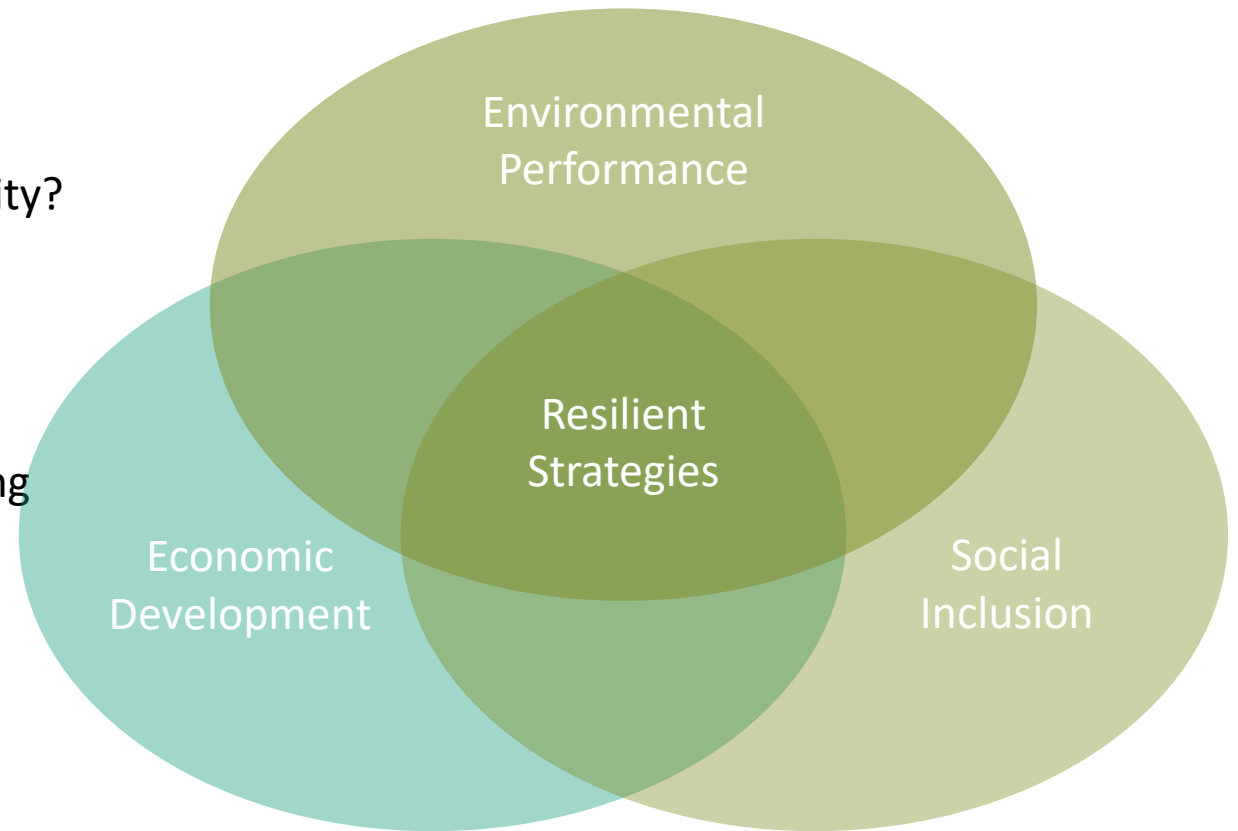 Environmental
Performance
ity?
Resilient
Strategies
ng
Economic
Development
Social
Inclusion